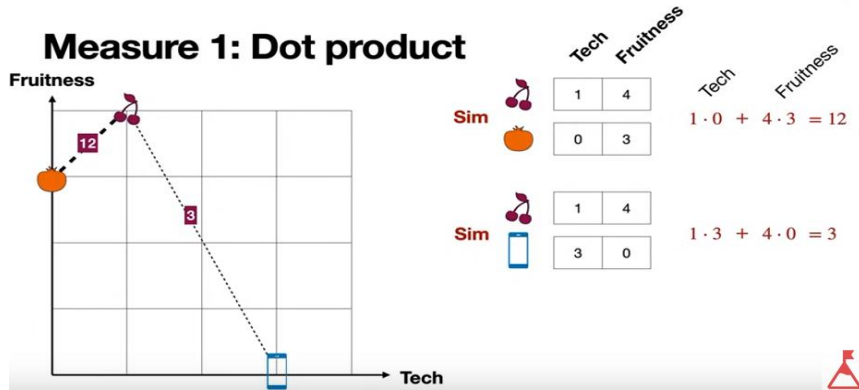 Measure 1: Dot product
Fruitness
12
3
Tech
Tech Fruitness
Sim
1 4
0 3
Tech Fruitness
1 · 0 + 4 · 3 = 12
Sim
1 4
3 0
1 · 3 + 4 · 0 = 3